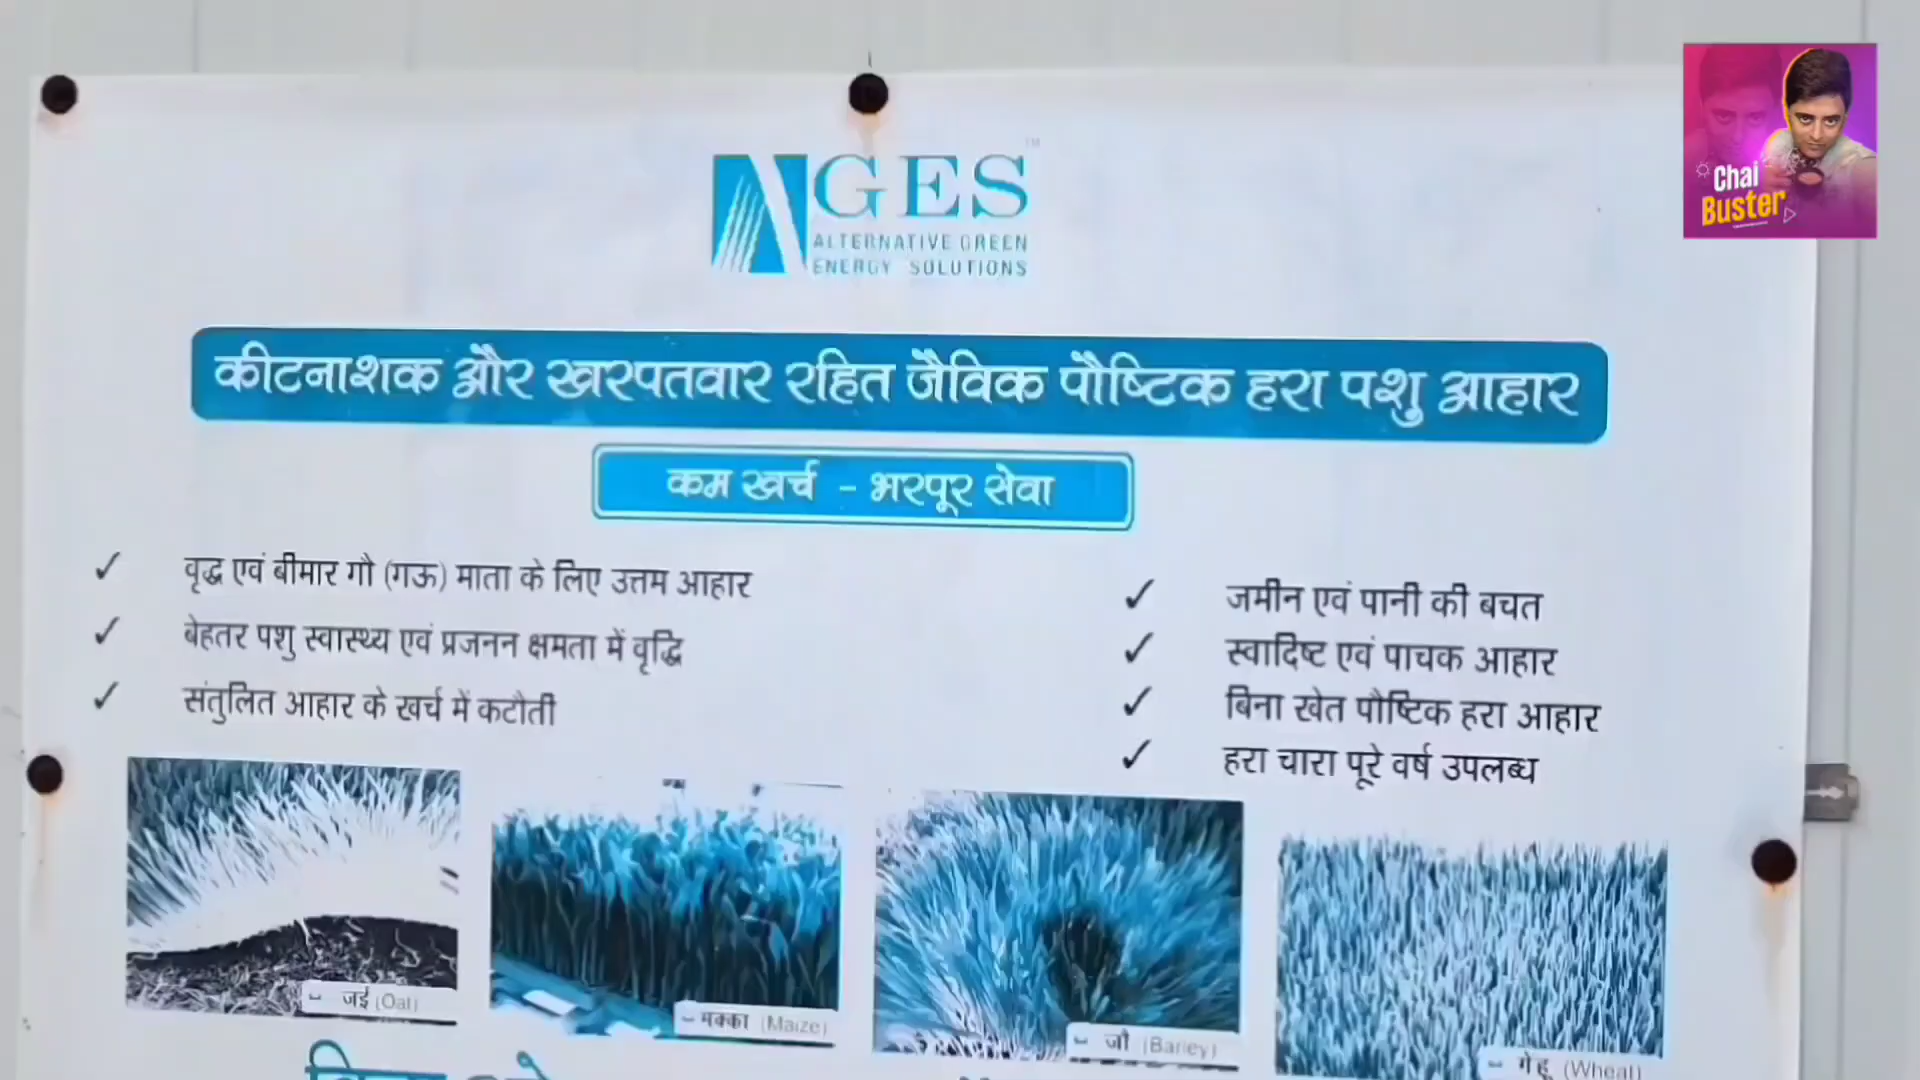 AGES™
ALTERNATIVE GREEN
ENERGY SOLUTIONS
Chai
Buster
कीटनाशक और खरपतवार रहित जैविक पौष्टिक हरा पशु आहार
कम खर्च - भरपूर सेवा
✓ वृद्ध एवं बीमार गौ (गऊ) माता के लिए उत्तम आहार
✓ बेहतर पशु स्वास्थ्य एवं प्रजनन क्षमता में वृद्धि
✓ संतुलित आहार के खर्च में कटौती
✓ जमीन एवं पानी की बचत
✓ स्वादिष्ट एवं पाचक आहार
✓ बिना खेत पौष्टिक हरा आहार
✓ हरा चारा पूरे वर्ष उपलब्ध
जई (Oat)
मक्का (Maize)
जौ (Barley)
गेहू (Wheat)